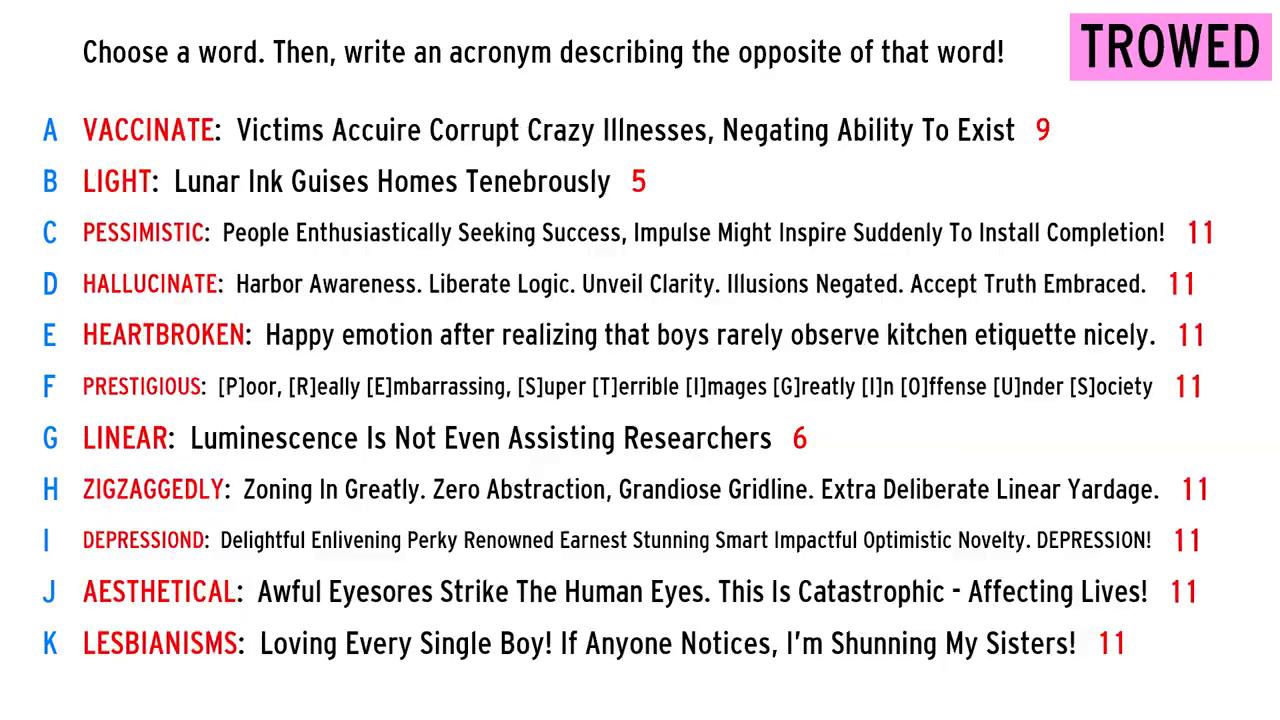 Choose a word. Then, write an acronym describing the opposite of that word!
TROWED
A VACCINATE: Victims Accuire Corrupt Crazy Illnesses, Negating Ability To Exist 9
B LIGHT: Lunar Ink Guises Homes Tenebrously 5
C PESSIMISTIC: People Enthusiastically Seeking Success, Impulse Might Inspire Suddenly To Install Completion! 11
D HALLUCINATE: Harbor Awareness. Liberate Logic. Unveil Clarity. Illusions Negated. Accept Truth Embraced. 11
E HEARTBROKEN: Happy emotion after realizing that boys rarely observe kitchen etiquette nicely. 11
F PRESTIGIOUS: [P]oor, [R]eally [E]mbarrassing, [S]uper [T]errible [I]mages [G]reatly [I]n [O]ffense [U]nder [S]ociety 11
G LINEAR: Luminescence Is Not Even Assisting Researchers 6
H ZIGZAGGEDLY: Zoning In Greatly. Zero Abstraction, Grandiose Gridline. Extra Deliberate Linear Yardage. 11
I DEPRESSIOND: Delightful Enlivening Perky Renowned Earnest Stunning Smart Impactful Optimistic Novelty. DEPRESSION! 11
J AESTHETICAL: Awful Eyesores Strike The Human Eyes. This Is Catastrophic - Affecting Lives! 11
K LESBIANISMS: Loving Every Single Boy! If Anyone Notices, I'm Shunning My Sisters! 11